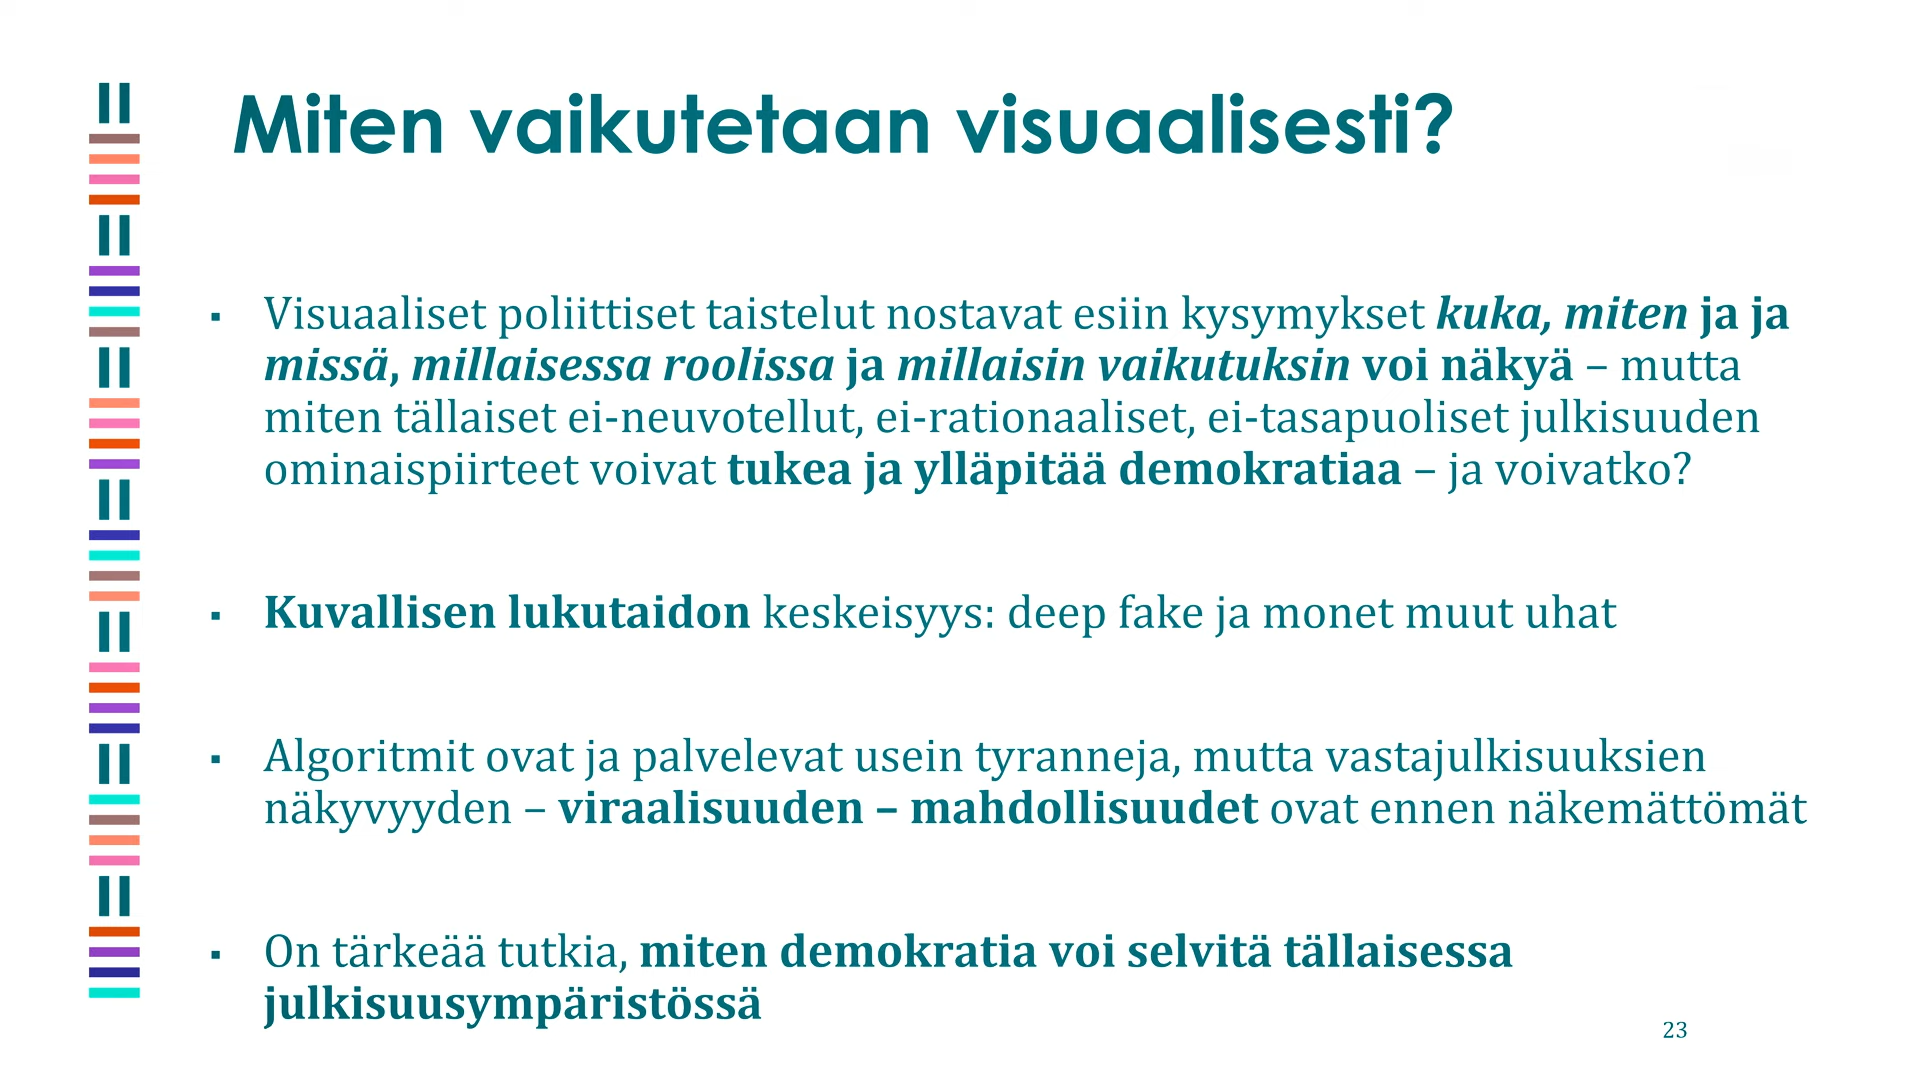 Miten vaikutetaan visuaalisesti?
▪ Visuaaliset poliittiset taistelut nostavat esiin kysymykset kuka, miten ja ja
missä, millaisessa roolissa ja millaisin vaikutuksin voi näkyä – mutta
miten tällaiset ei-neuvotellut, ei-rationaaliset, ei-tasapuoliset julkisuuden
ominaispiirteet voivat tukea ja ylläpitää demokratiaa – ja voivatko?
▪ Kuvallisen lukutaidon keskeisyys: deep fake ja monet muut uhat
▪ Algoritmit ovat ja palvelevat usein tyranneja, mutta vastajulkisuuksien
näkyvyyden – viraalisuuden – mahdollisuudet ovat ennen näkemättömät
▪ On tärkeää tutkia, miten demokratia voi selvitä tällaisessa
julkisuusympäristössä
23